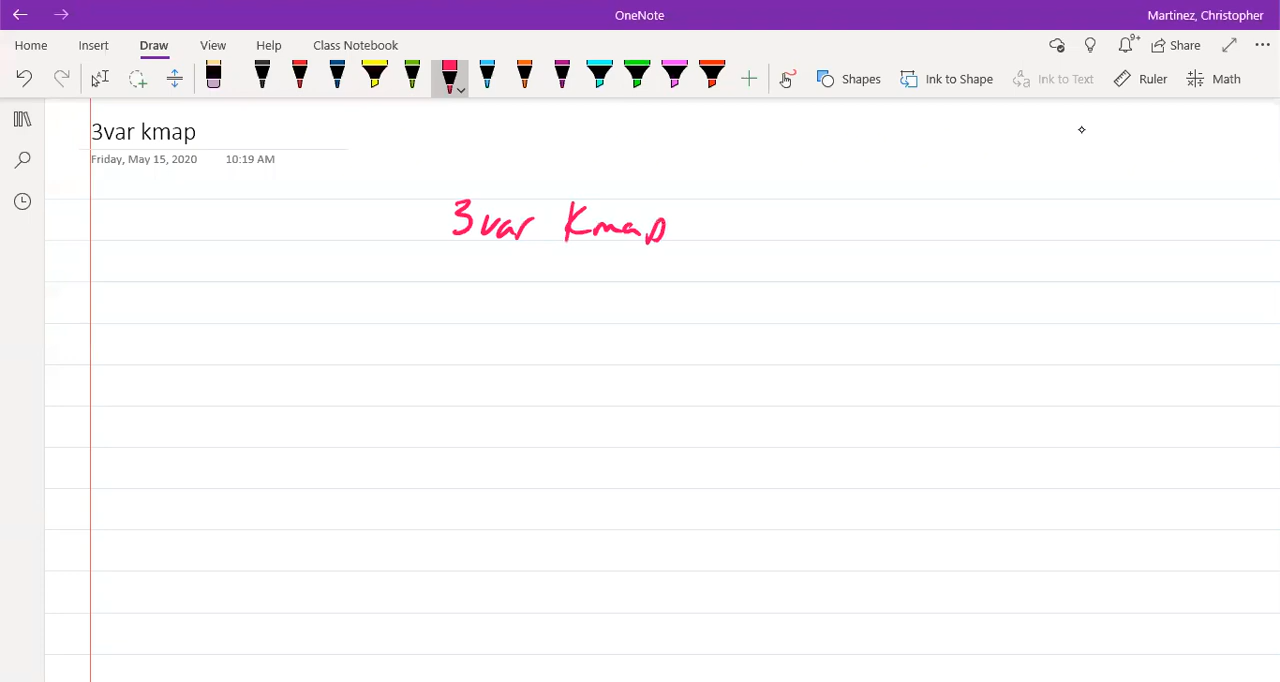 OneNote
Martinez, Christopher
Home Insert Draw View Help Class Notebook
9+ Share
Shapes Ink to Shape Ink to Text Ruler Math
3var kmap
Friday, May 15, 2020 10:19 AM
3var Kmap